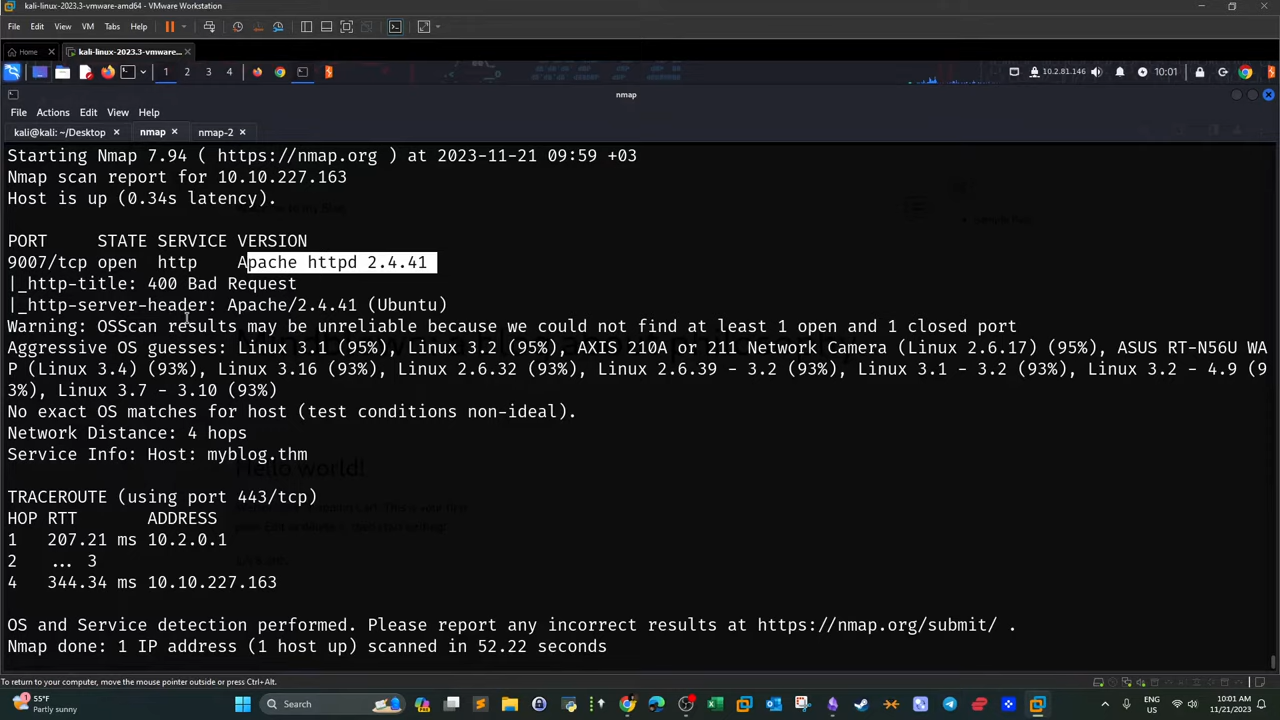 kali-linux-2023.3-vmware-amd64 - VMware Workstation
File Edit View VM Tabs Help
Home kali-linux-2023.3-vmware...
1 2 3 4 10.2.81.146 10:01
nmap
File Actions Edit View Help
kali@kali: ~/Desktop nmap nmap-2
Starting Nmap 7.94 ( https://nmap.org ) at 2023-11-21 09:59 +03
Nmap scan report for 10.10.227.163
Host is up (0.34s latency).
PORT STATE SERVICE VERSION
9007/tcp open http Apache httpd 2.4.41
|_http-title: 400 Bad Request
|_http-server-header: Apache/2.4.41 (Ubuntu)
Warning: OSScan results may be unreliable because we could not find at least 1 open and 1 closed port
Aggressive OS guesses: Linux 3.1 (95%), Linux 3.2 (95%), AXIS 210A or 211 Network Camera (Linux 2.6.17) (95%), ASUS RT-N56U WA
P (Linux 3.4) (93%), Linux 3.16 (93%), Linux 2.6.32 (93%), Linux 2.6.39 - 3.2 (93%), Linux 3.1 - 3.2 (93%), Linux 3.2 - 4.9 (9
3%), Linux 3.7 - 3.10 (93%)
No exact OS matches for host (test conditions non-ideal).
Network Distance: 4 hops
Service Info: Host: myblog.thm
Hello world!
TRACEROUTE (using port 443/tcp)
HOP RTT ADDRESS
1 207.21 ms 10.2.0.1
2 ... 3
4 344.34 ms 10.10.227.163
OS and Service detection performed. Please report any incorrect results at https://nmap.org/submit/ .
Nmap done: 1 IP address (1 host up) scanned in 52.22 seconds
To return to your computer, move the mouse pointer outside or press Ctrl+Alt.
55°F
Partly sunny
Search
ENG
US
10:01 AM
11/21/2023